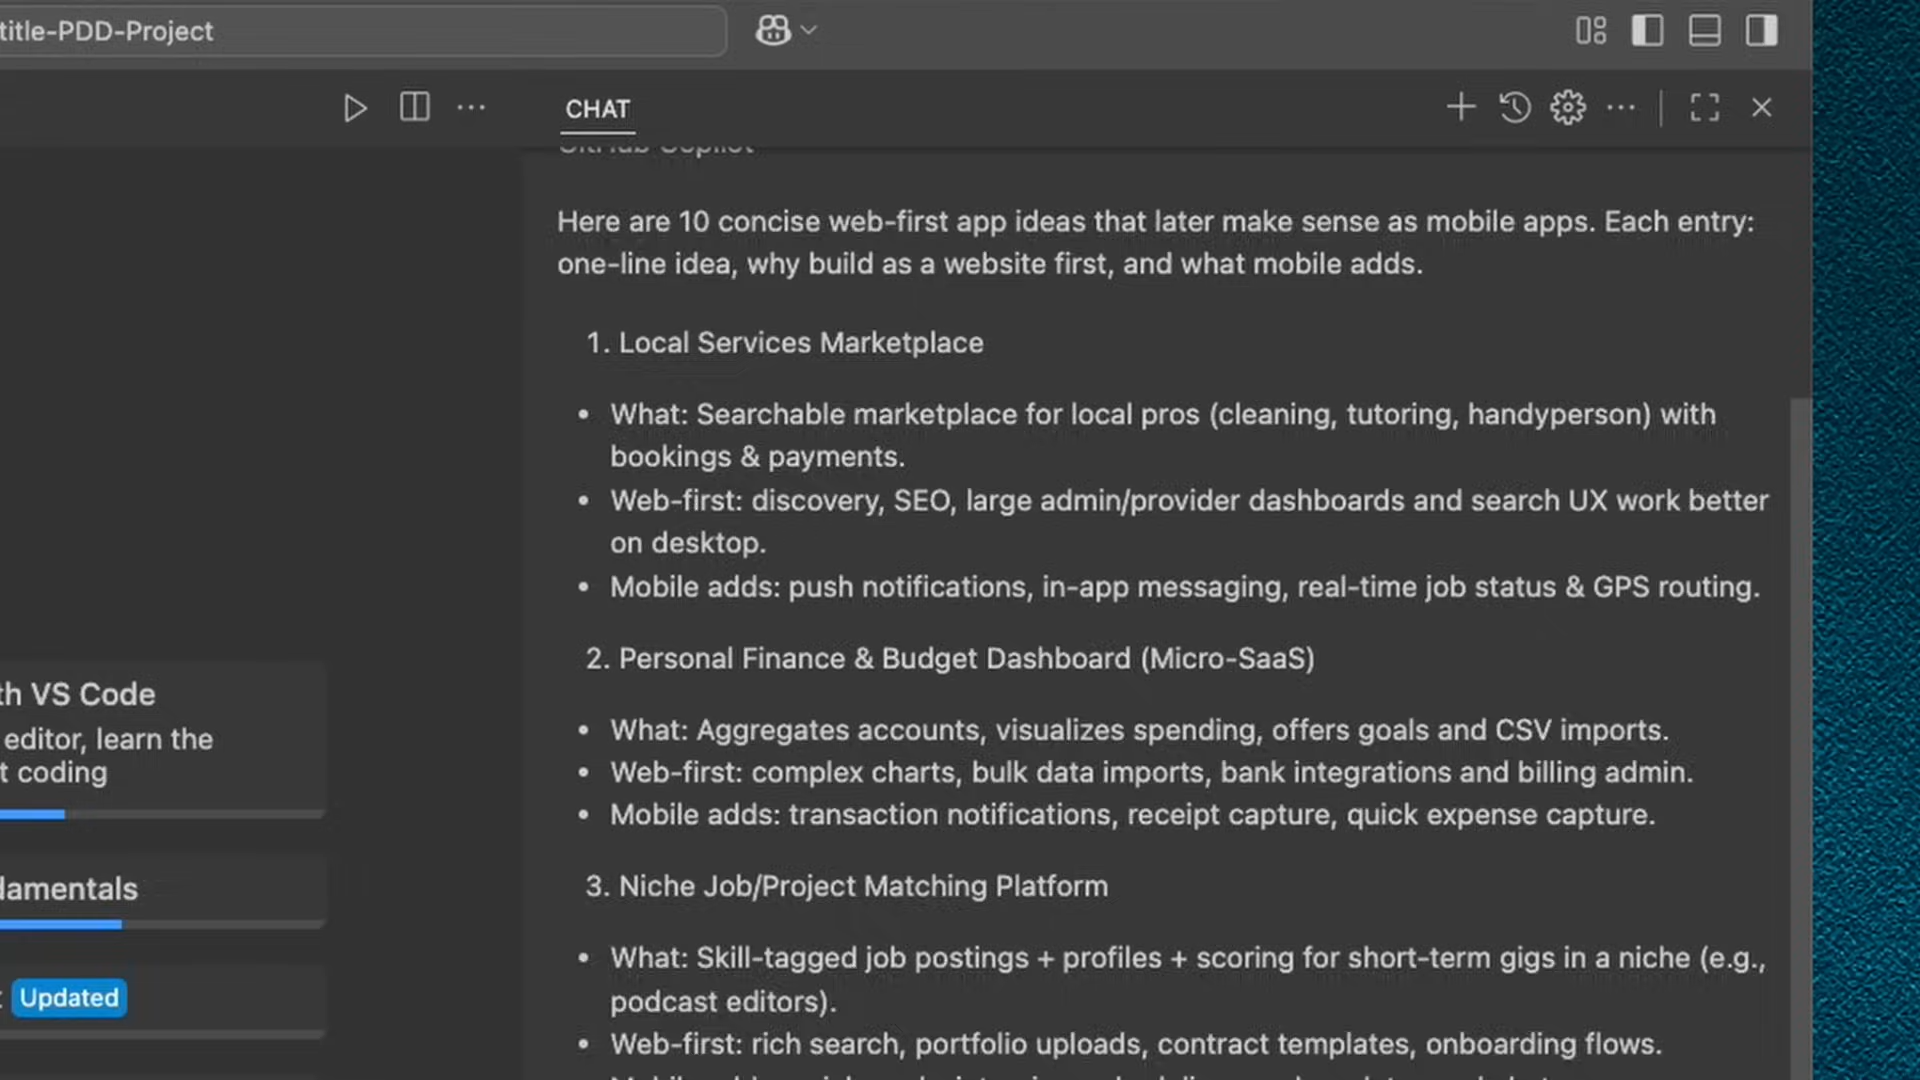 title-PDD-Project
CHAT
GitHub Copilot
Here are 10 concise web-first app ideas that later make sense as mobile apps. Each entry:
one-line idea, why build as a website first, and what mobile adds.
1. Local Services Marketplace
• What: Searchable marketplace for local pros (cleaning, tutoring, handyperson) with
bookings & payments.
• Web-first: discovery, SEO, large admin/provider dashboards and search UX work better
on desktop.
• Mobile adds: push notifications, in-app messaging, real-time job status & GPS routing.
2. Personal Finance & Budget Dashboard (Micro-SaaS)
• What: Aggregates accounts, visualizes spending, offers goals and CSV imports.
• Web-first: complex charts, bulk data imports, bank integrations and billing admin.
• Mobile adds: transaction notifications, receipt capture, quick expense capture.
3. Niche Job/Project Matching Platform
• What: Skill-tagged job postings + profiles + scoring for short-term gigs in a niche (e.g.,
podcast editors).
• Web-first: rich search, portfolio uploads, contract templates, onboarding flows.
th VS Code
editor, learn the
t coding
damentals
Updated